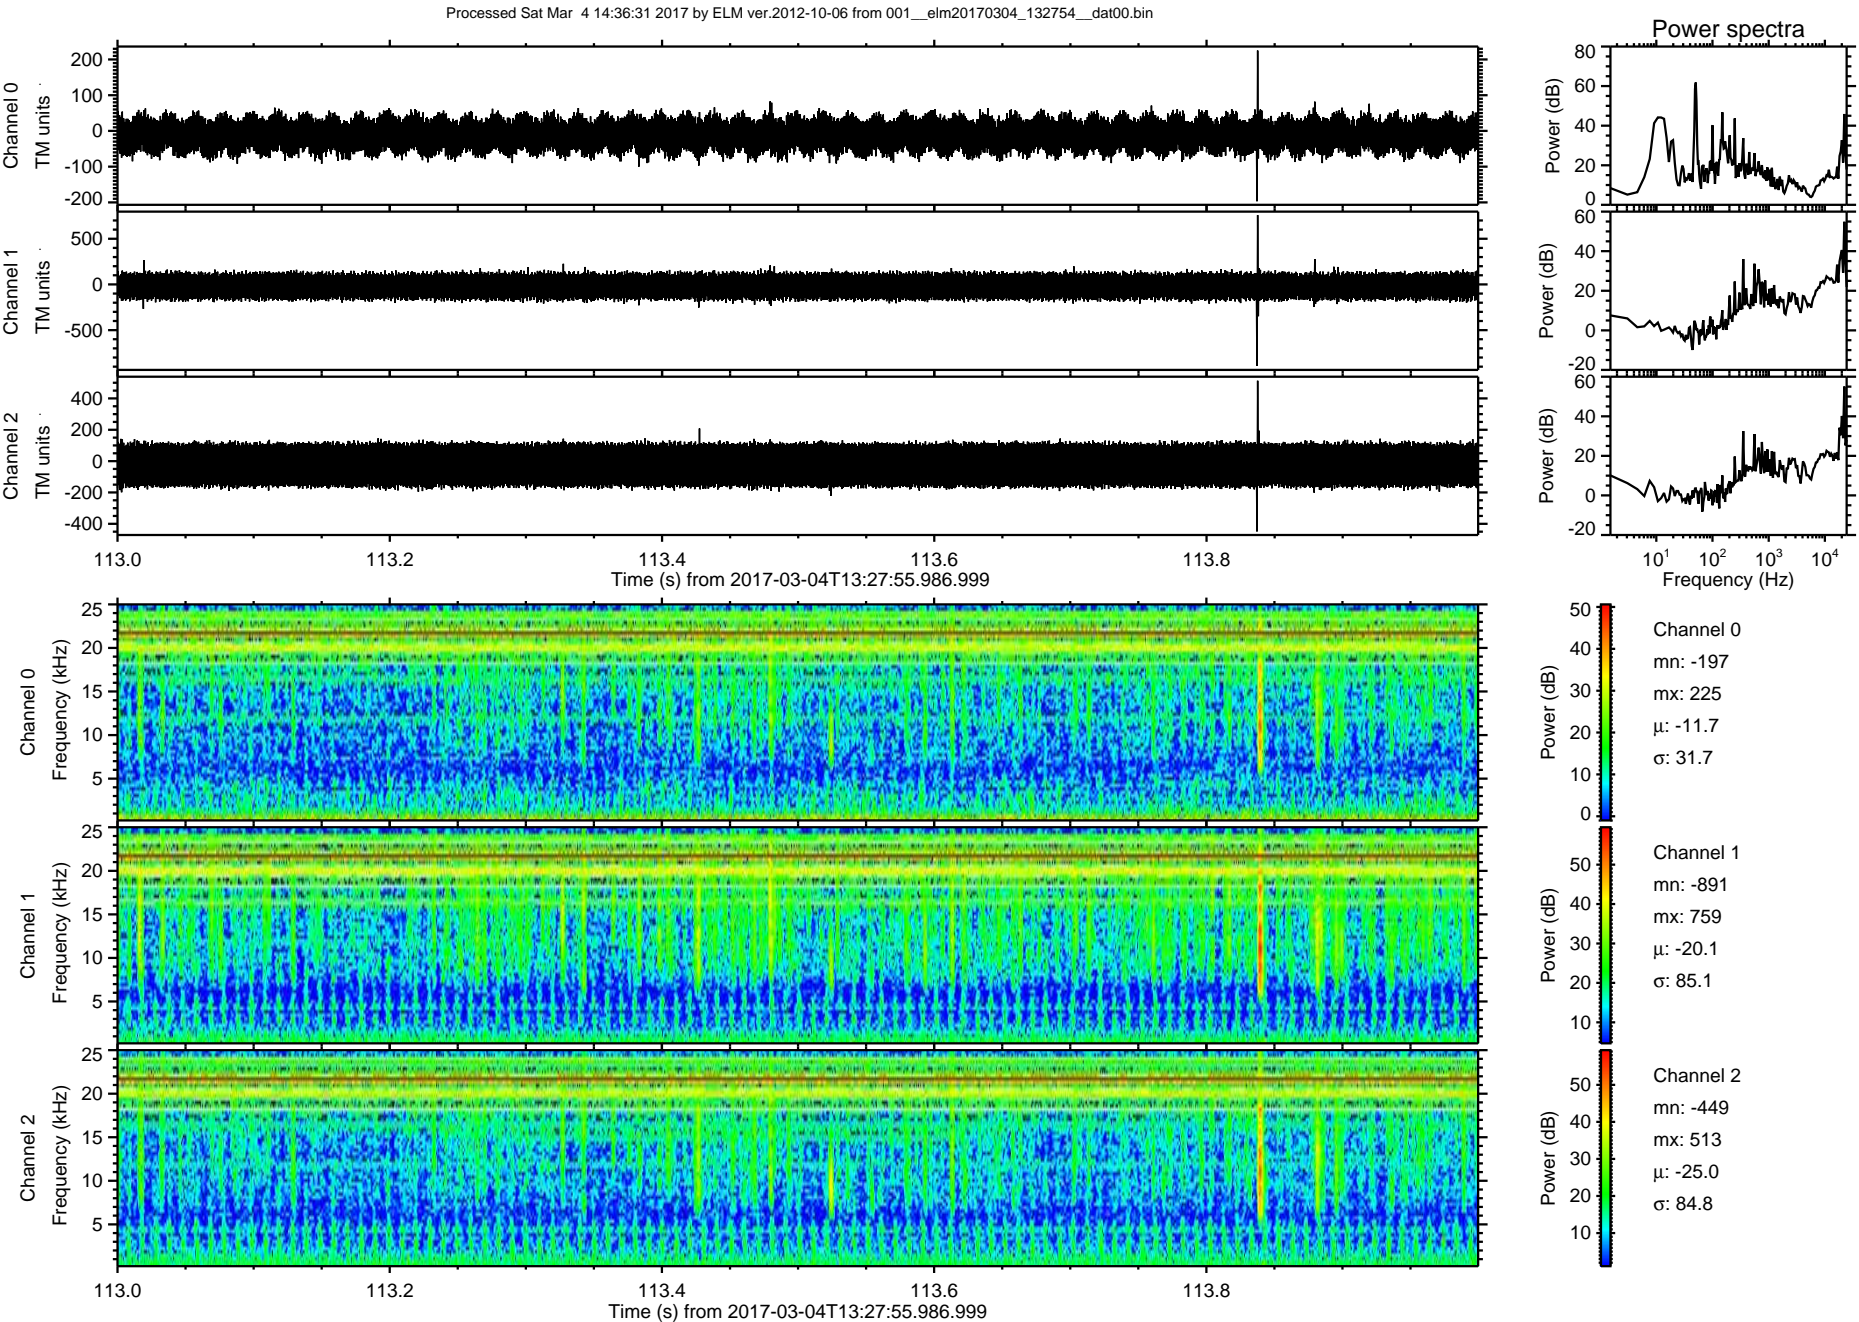 Processed Sat Mar  4 14:36:31 2017 by ELM ver.2012-10-06 from 001__elm20170304_132754__dat00.bin
Power spectra
Channel 0
TM units
200
100
0
-100
-200
Power (dB)
80
60
40
20
0
Channel 1
TM units
500
0
-500
Power (dB)
60
40
20
0
-20
Channel 2
TM units
400
200
0
-200
-400
Power (dB)
60
40
20
0
-20
113.0 113.2 113.4 113.6 113.8
Time (s) from 2017-03-04T13:27:55.986.999
10^1 10^2 10^3 10^4
Frequency (Hz)
Channel 0
Frequency (kHz)
25
20
15
10
5
Power (dB)
50
40
30
20
10
0
Channel 0
mn: -197
mx: 225
μ: -11.7
σ: 31.7
Channel 1
Frequency (kHz)
25
20
15
10
5
Power (dB)
50
40
30
20
10
Channel 1
mn: -891
mx: 759
μ: -20.1
σ: 85.1
Channel 2
Frequency (kHz)
25
20
15
10
5
Power (dB)
50
40
30
20
10
Channel 2
mn: -449
mx: 513
μ: -25.0
σ: 84.8
113.0 113.2 113.4 113.6 113.8
Time (s) from 2017-03-04T13:27:55.986.999